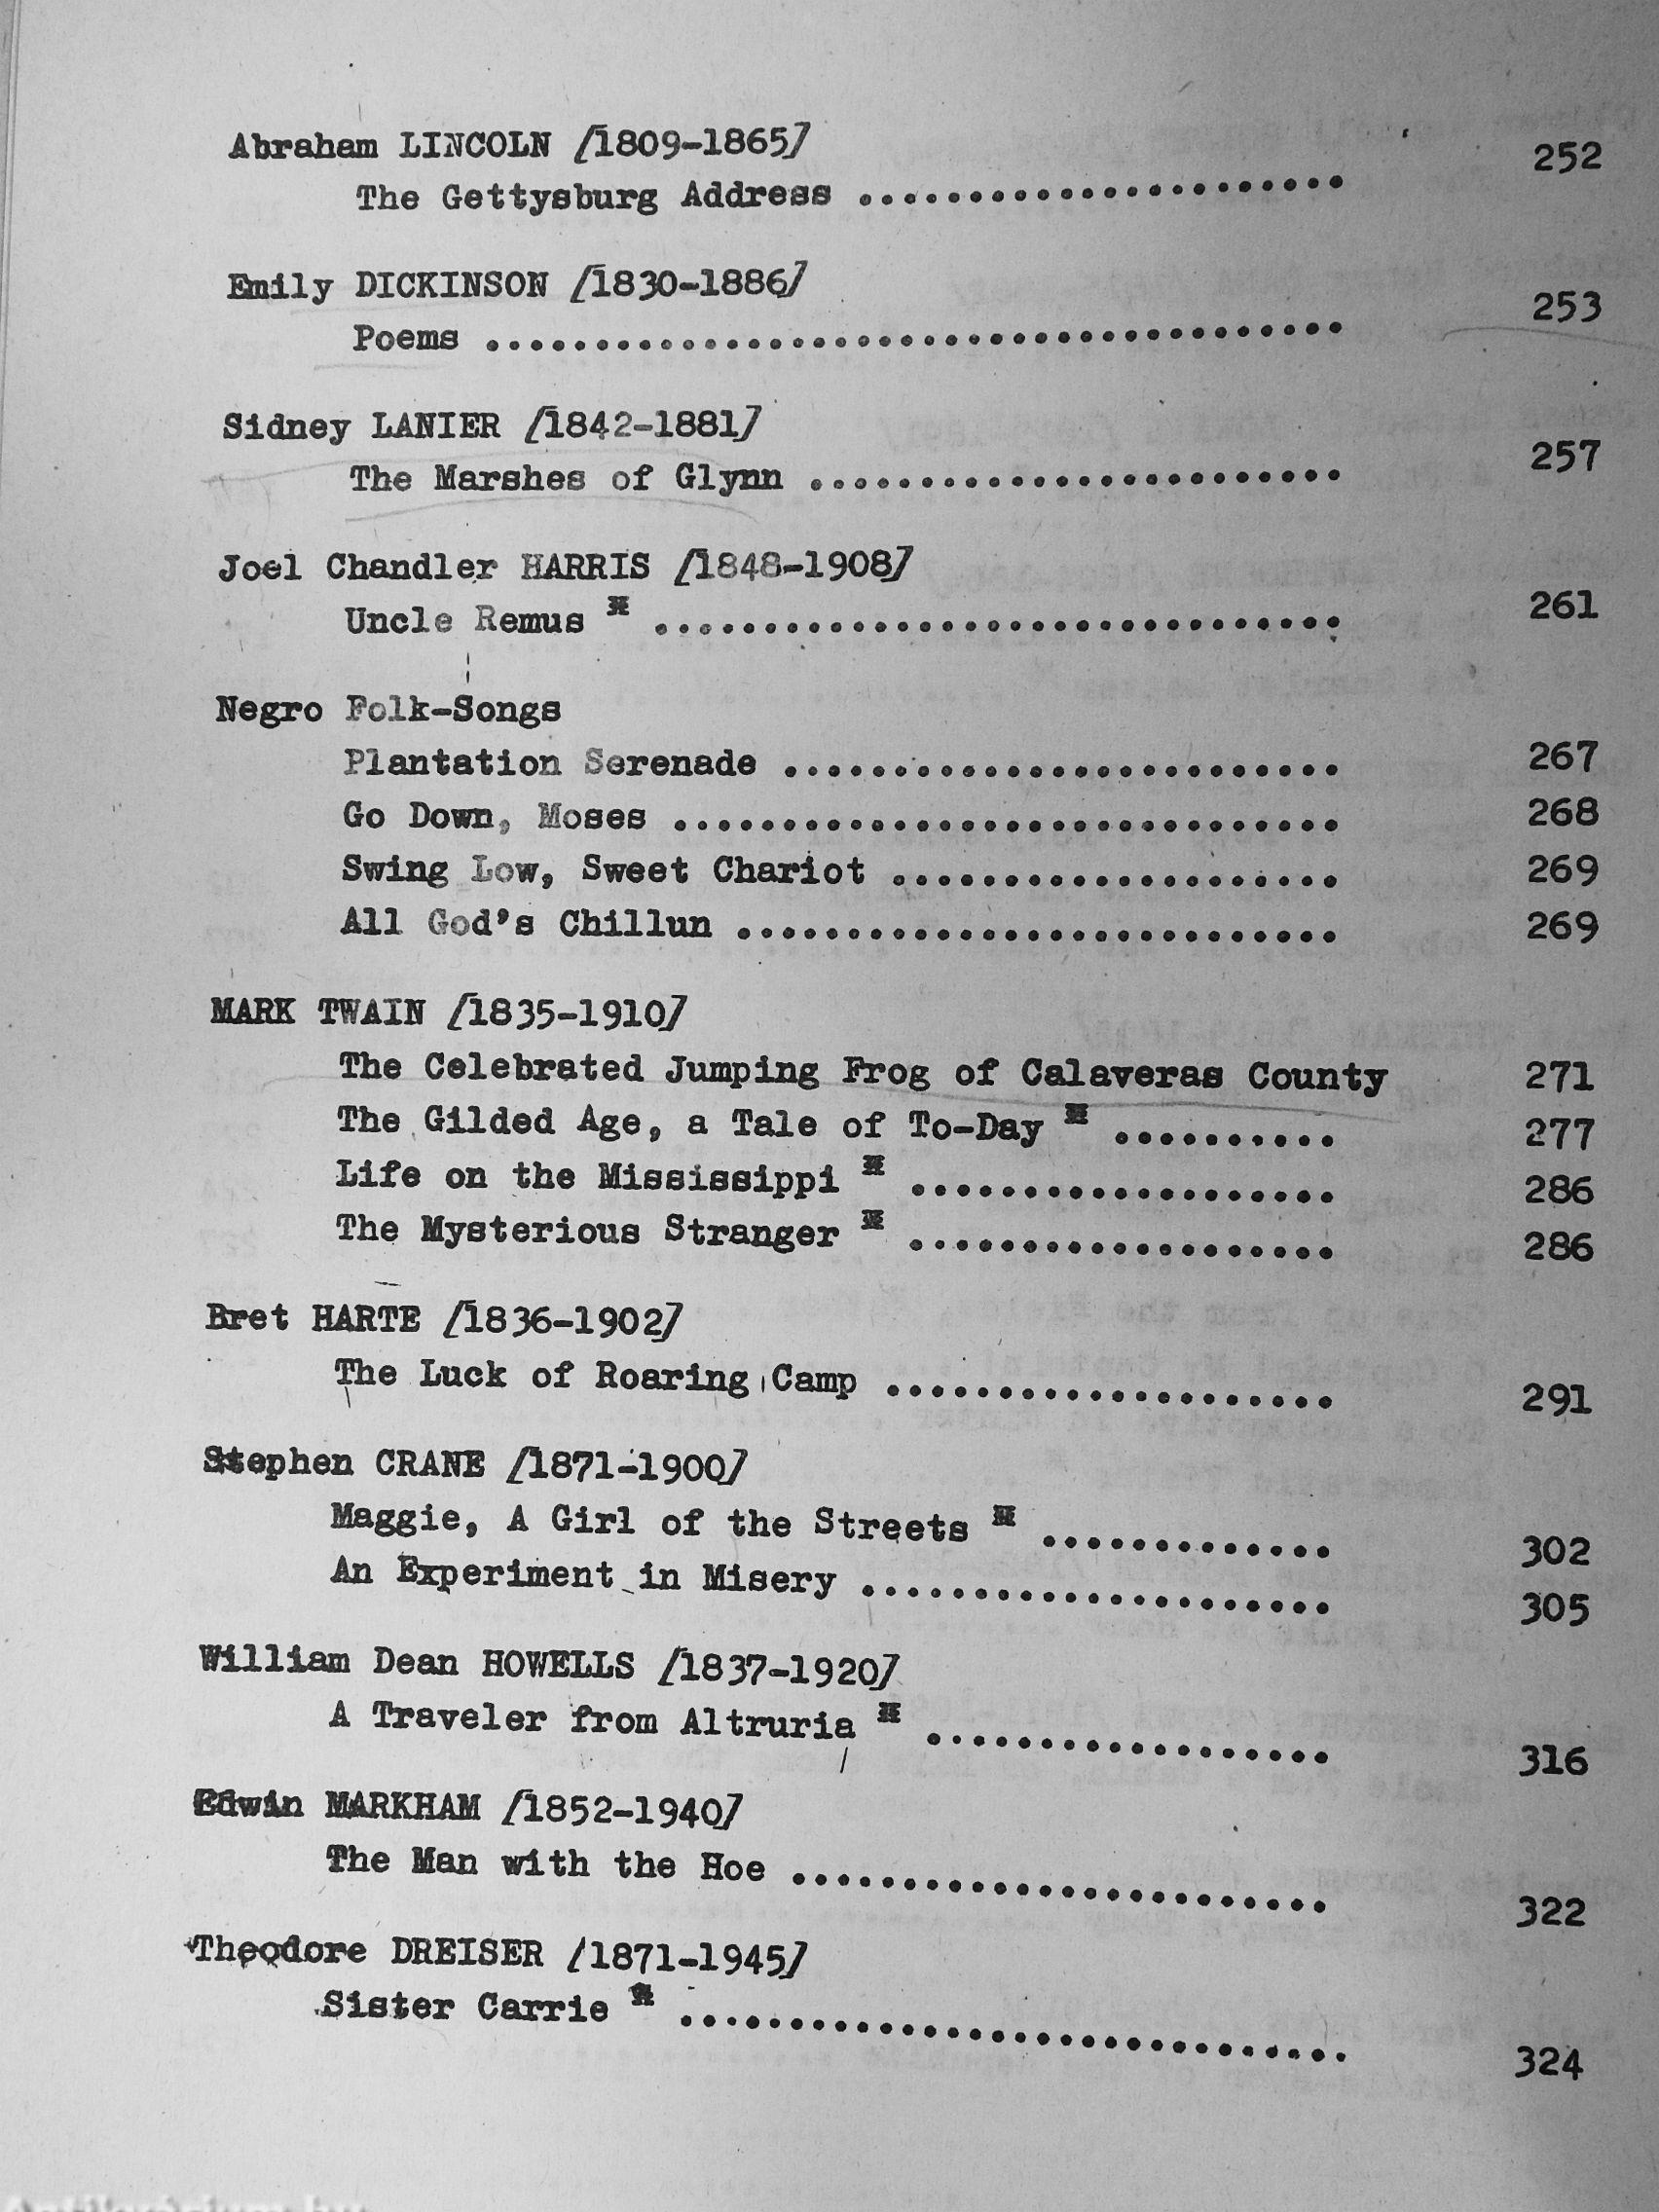 Abraham LINCOLN [1809-1865]
The Gettysburg Address ...................... 252
Emily DICKINSON [1830-1886]
Poems ....................................... 253
Sidney LANIER [1842-1881]
The Marshes of Glynn ........................ 257
Joel Chandler HARRIS [1848-1908]
Uncle Remus * ............................... 261
Negro Folk-Songs
Plantation Serenade ......................... 267
Go Down, Moses .............................. 268
Swing Low, Sweet Chariot .................... 269
All God's Chillun ........................... 269
MARK TWAIN [1835-1910]
The Celebrated Jumping Frog of Calaveras County 271
The Gilded Age, a Tale of To-Day * .......... 277
Life on the Mississippi * ................... 286
The Mysterious Stranger * ................... 286
Bret HARTE [1836-1902]
The Luck of Roaring Camp .................... 291
Stephen CRANE [1871-1900]
Maggie, A Girl of the Streets * ............. 302
An Experiment in Misery ..................... 305
William Dean HOWELLS [1837-1920]
A Traveler from Altruria * .................. 316
Edwin MARKHAM [1852-1940]
The Man with the Hoe ........................ 322
Theodore DREISER [1871-1945]
Sister Carrie * .............................. 324